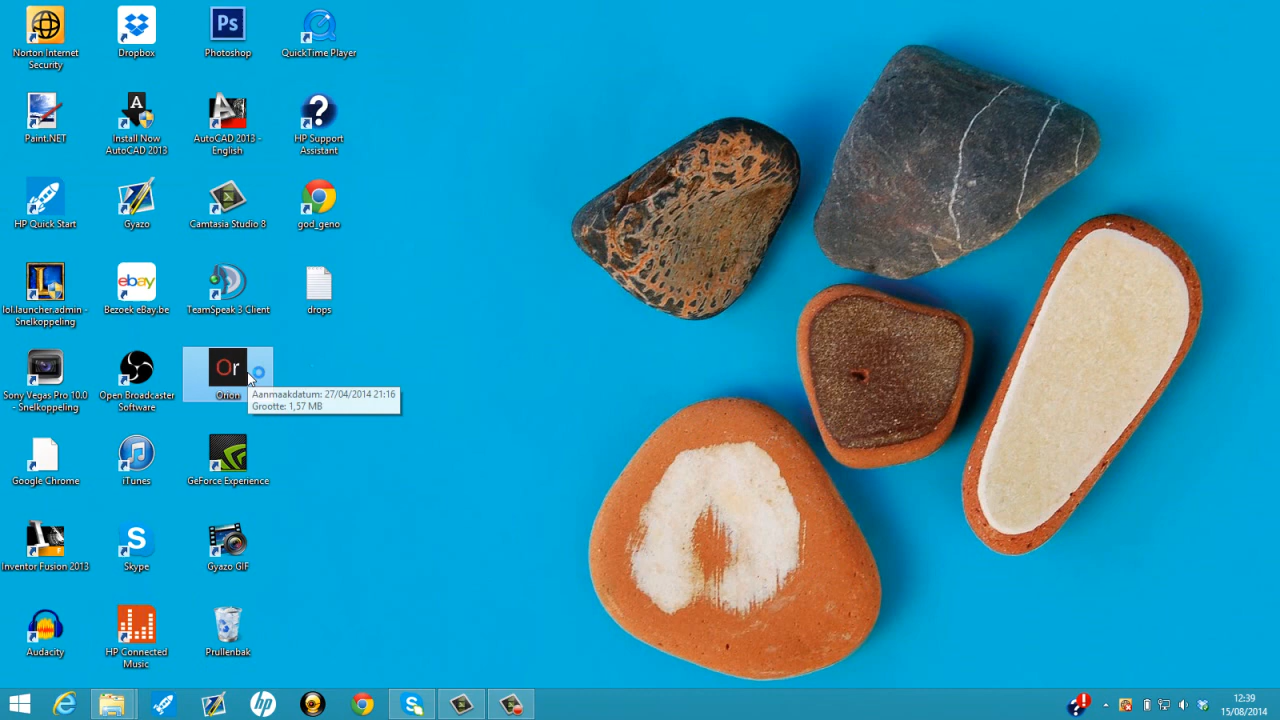 Norton Internet
Security
Dropbox
Ps
Photoshop
QuickTime Player
Paint.NET
A
Install Now
AutoCAD 2013
AutoCAD 2013 -
English
?
HP Support
Assistant
HP Quick Start
Gyazo
Camtasia Studio 8
god_geno
L
lol.launcher.admin -
Snelkoppeling
ebay
Bezoek eBay.be
TeamSpeak 3 Client
drops
Sony Vegas Pro 10.0
- Snelkoppeling
Open Broadcaster
Software
Or
Orion
Aanmaakdatum: 27/04/2014 21:16
Grootte: 1,57 MB
Google Chrome
iTunes
GeForce Experience
Inventor Fusion 2013
S
Skype
Gyazo GIF
Audacity
HP Connected
Music
Prullenbak
hp
S
12:39
15/08/2014